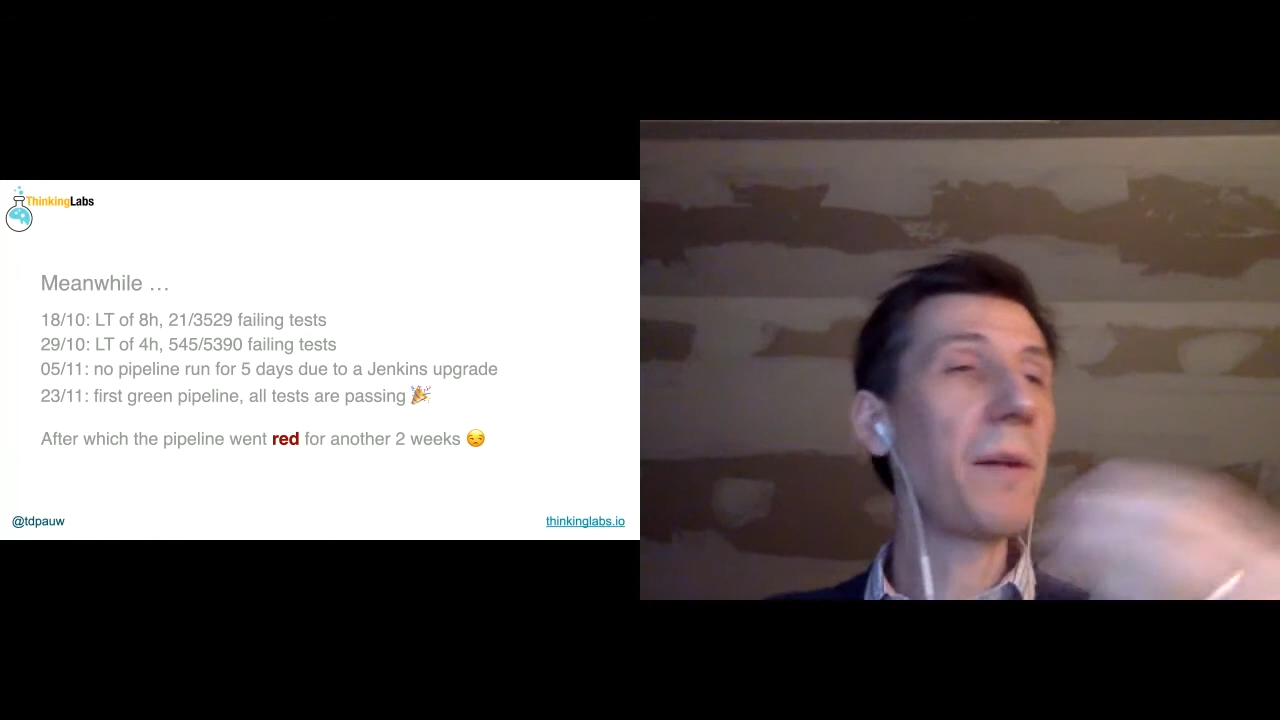 ThinkingLabs
Meanwhile …
18/10: LT of 8h, 21/3529 failing tests
29/10: LT of 4h, 545/5390 failing tests
05/11: no pipeline run for 5 days due to a Jenkins upgrade
23/11: first green pipeline, all tests are passing 🎉
After which the pipeline went red for another 2 weeks 😏
@tdpauw
thinkinglabs.io